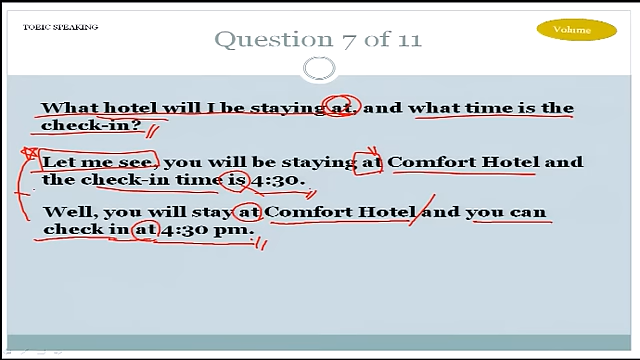 TOEIC SPEAKING
Volume
Question 7 of 11
What hotel will I be staying at, and what time is the
check-in?
Let me see, you will be staying at Comfort Hotel and
the check-in time is 4:30.
Well, you will stay at Comfort Hotel and you can
check in at 4:30 pm.